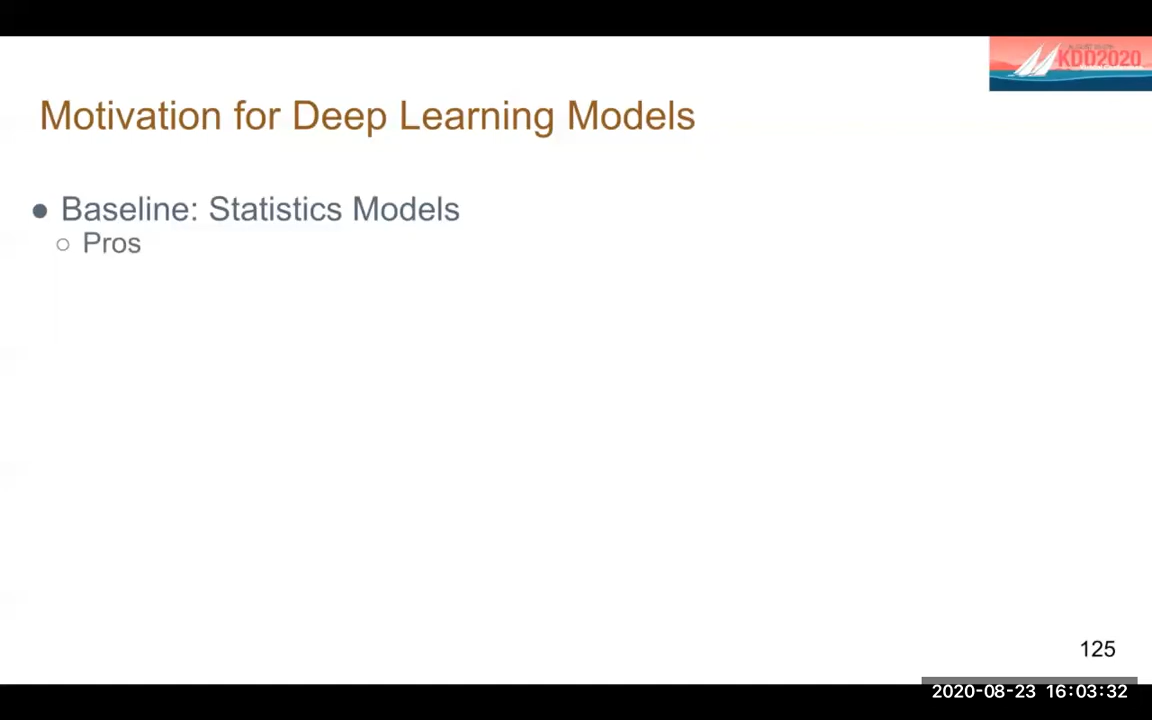 KDD2020
Motivation for Deep Learning Models
● Baseline: Statistics Models
○ Pros
125
2020-08-23 16:03:32